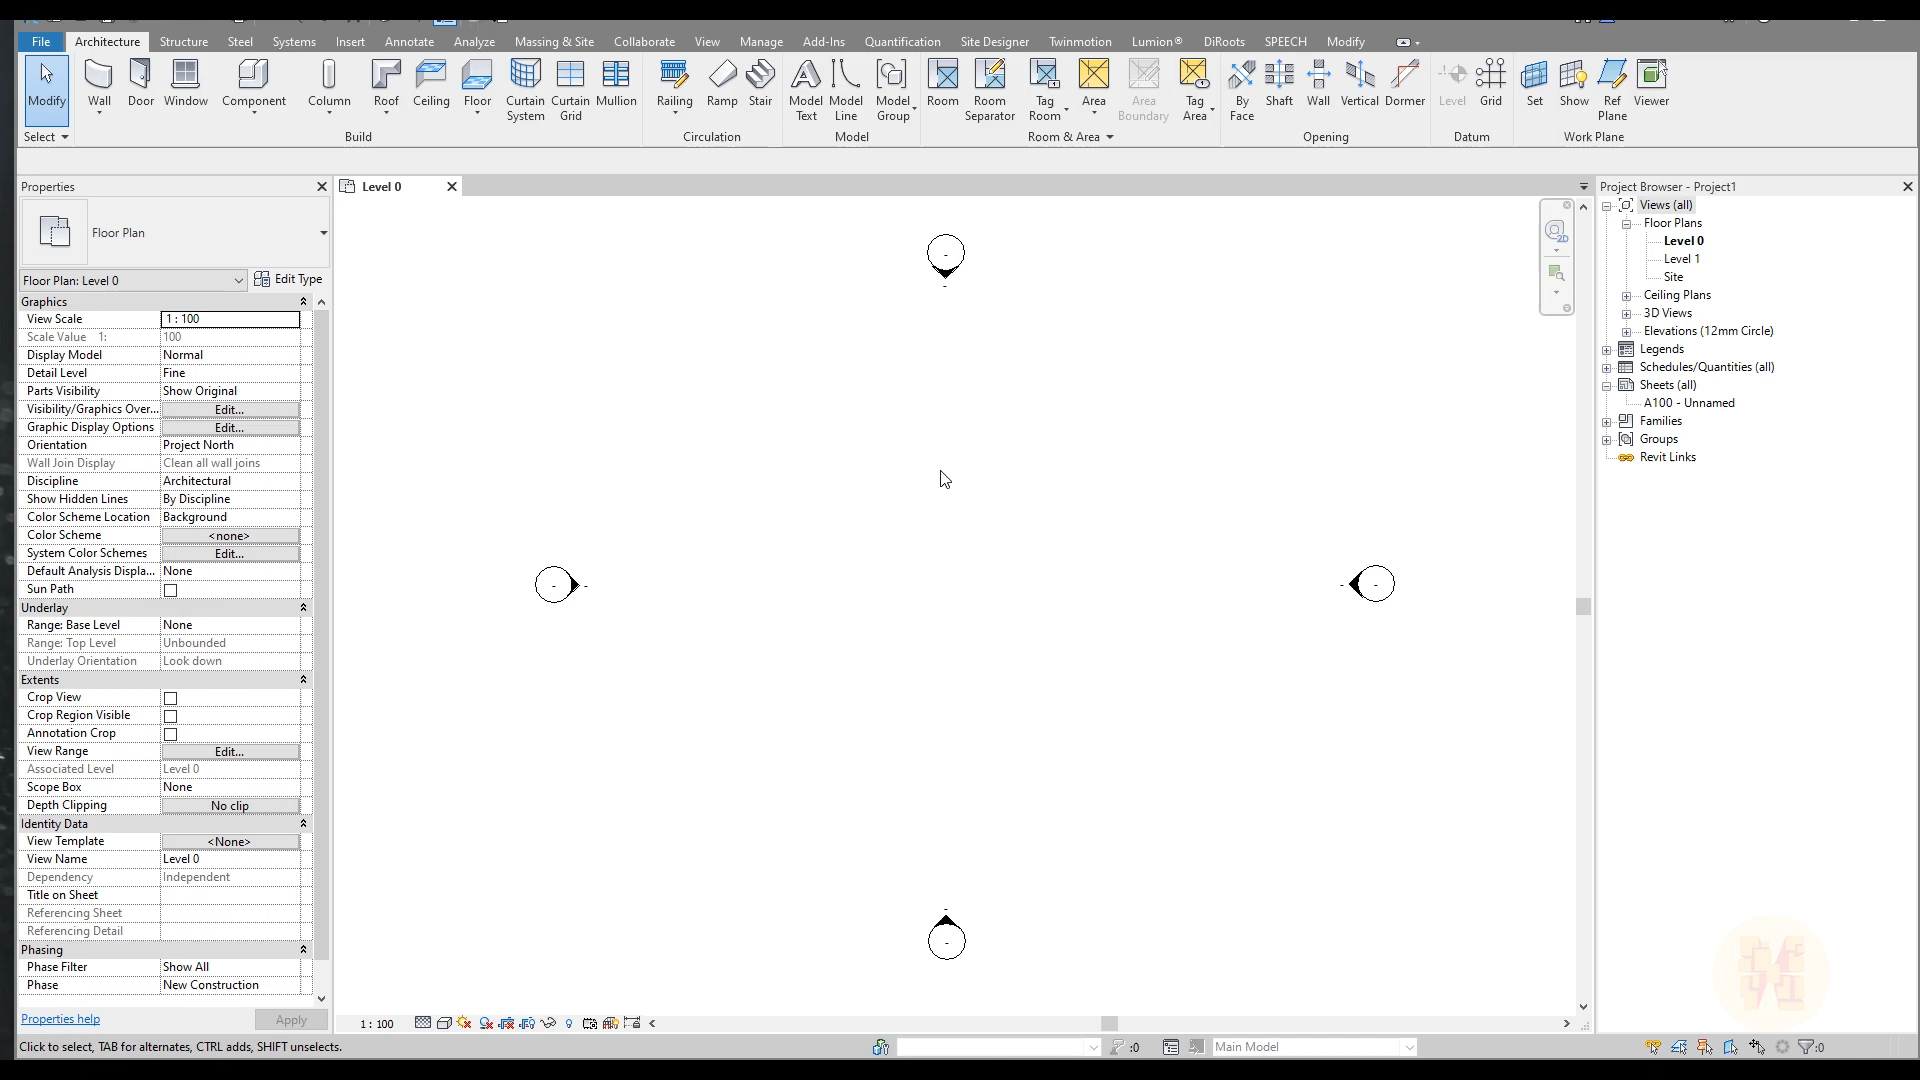 File Architecture Structure Steel Systems Insert Annotate Analyze Massing & Site Collaborate View Manage Add-Ins Quantification Site Designer Twinmotion Lumion® DiRoots SPEECH Modify
Modify Wall Door Window Component Column Roof Ceiling Floor Curtain System Curtain Grid Mullion Railing Ramp Stair Model Text Model Line Model Group Room Room Separator Tag Room Area Area Boundary Tag Area By Face Shaft Wall Vertical Dormer Level Grid Set Show Ref Plane Viewer
Select Build Circulation Model Room & Area Opening Datum Work Plane
Properties
Floor Plan
Floor Plan: Level 0 Edit Type
Graphics
View Scale 1 : 100
Scale Value 1: 100
Display Model Normal
Detail Level Fine
Parts Visibility Show Original
Visibility/Graphics Over... Edit...
Graphic Display Options Edit...
Orientation Project North
Wall Join Display Clean all wall joins
Discipline Architectural
Show Hidden Lines By Discipline
Color Scheme Location Background
Color Scheme <none>
System Color Schemes Edit...
Default Analysis Displa... None
Sun Path
Underlay
Range: Base Level None
Range: Top Level Unbounded
Underlay Orientation Look down
Extents
Crop View
Crop Region Visible
Annotation Crop
View Range Edit...
Associated Level Level 0
Scope Box None
Depth Clipping No clip
Identity Data
View Template <None>
View Name Level 0
Dependency Independent
Title on Sheet
Referencing Sheet
Referencing Detail
Phasing
Phase Filter Show All
Phase New Construction
Properties help Apply
Level 0
2D
1 : 100
Project Browser - Project1
Views (all)
Floor Plans
Level 0
Level 1
Site
Ceiling Plans
3D Views
Elevations (12mm Circle)
Legends
Schedules/Quantities (all)
Sheets (all)
A100 - Unnamed
Families
Groups
Revit Links
Click to select, TAB for alternates, CTRL adds, SHIFT unselects. :0 Main Model :0